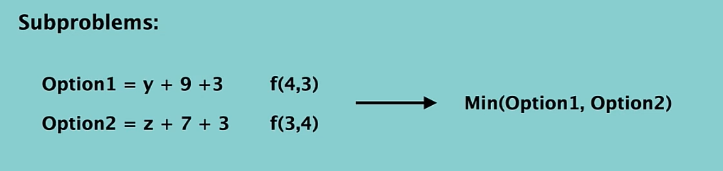 Subproblems:
Option1 = y + 9 +3 f(4,3)
Option2 = z + 7 + 3 f(3,4)
Min(Option1, Option2)